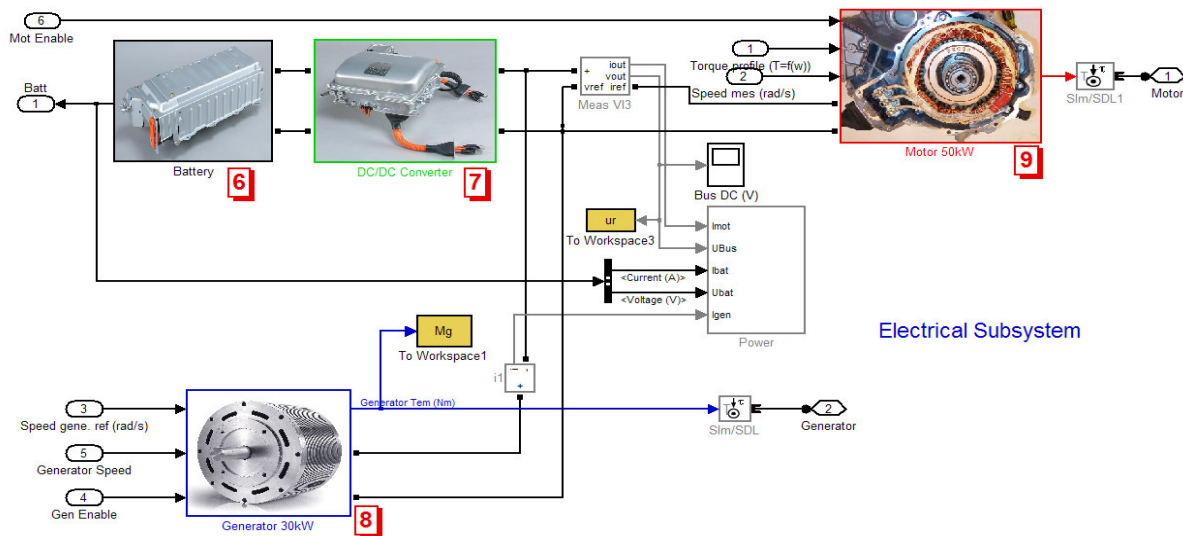 6
Mot Enable
Batt
1
Battery
6
DC/DC Converter
7
+
iout
vout
vref iref
Meas VI3
1
Torque profile (T=f(w))
2
Speed mes (rad/s)
Motor 50kW
9
T
τ
Slm/SDL1
1
Motor
Bus DC (V)
ur
To Workspace3
<Current (A)>
<Voltage (V)>
Imot
UBus
Ibat
Ubat
Igen
Power
Electrical Subsystem
Mg
To Workspace1
i1
+
3
Speed gene. ref (rad/s)
5
Generator Speed
4
Gen Enable
Generator Tem (Nm)
Generator 30kW
8
T
τ
Slm/SDL
2
Generator